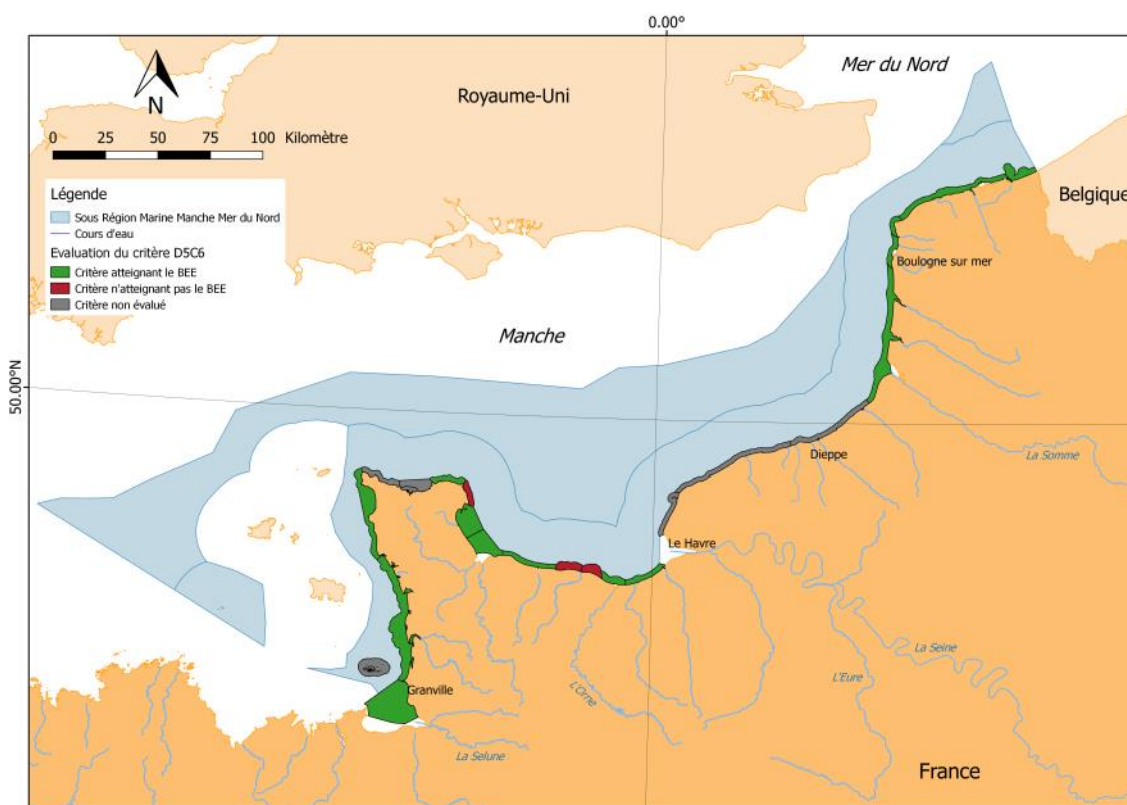 0.00°
Mer du Nord
Royaume-Uni
N
0 25 50 75 100 Kilomètre
Légende
Sous Région Marine Manche Mer du Nord
Cours d'eau
Evaluation du critère D5C6
Critère atteignant le BEE
Critère n'atteignant pas le BEE
Critère non évalué
Belgique
Boulogne sur mer
Manche
50.00°N
Dieppe
La Somme
Le Havre
La Seine
L'Eure
L'Orne
Granville
La Selune
France